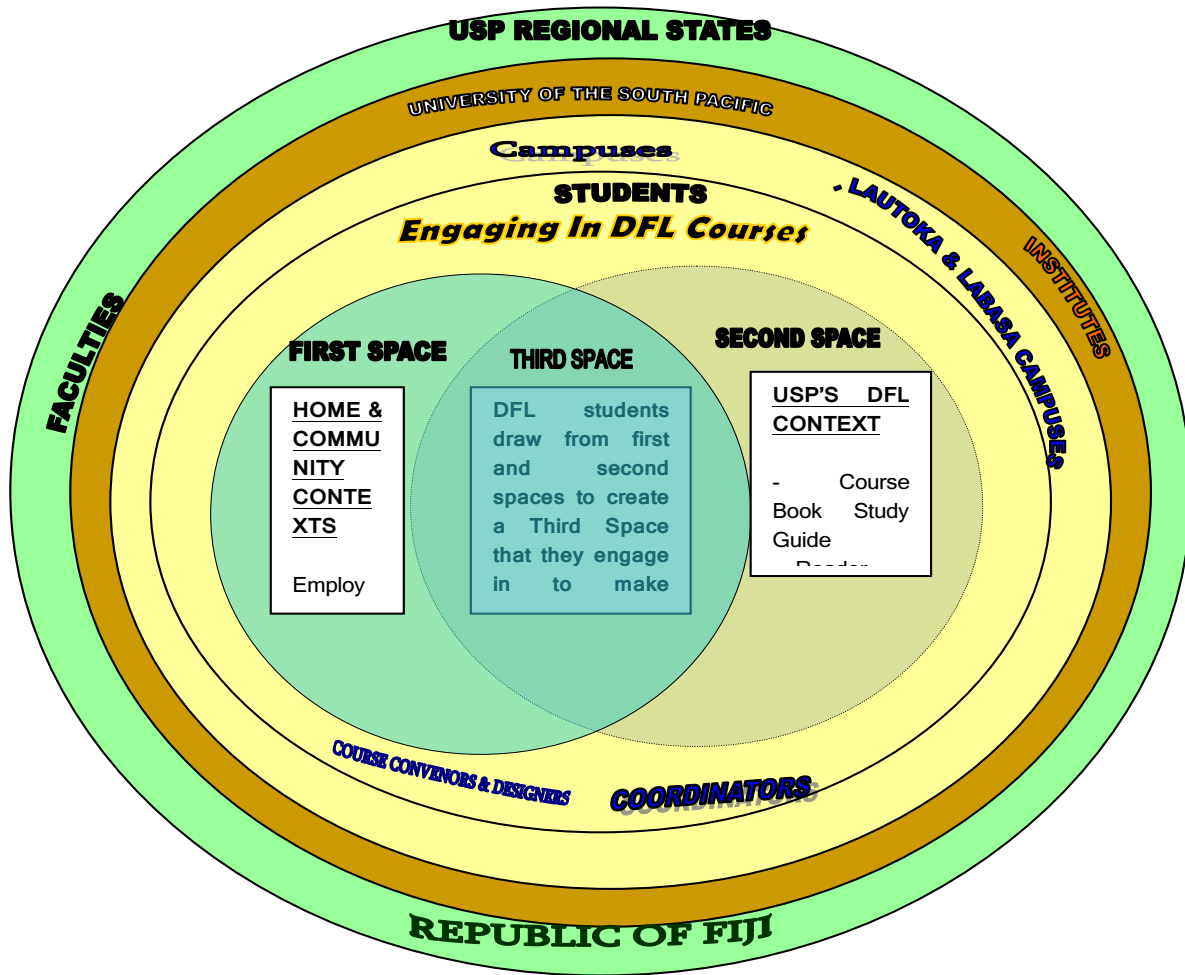 USP REGIONAL STATES
UNIVERSITY OF THE SOUTH PACIFIC
Campuses
STUDENTS
Engaging In DFL Courses
. LAUTOKA & LABASA CAMPUSES
INSTITUTES
FACULTIES
FIRST SPACE
HOME &
COMMU
NITY
CONTE
XTS
Employ
THIRD SPACE
DFL students
draw from first
and second
spaces to create
a Third Space
that they engage
in to make
SECOND SPACE
USP'S DFL
CONTEXT
- Course
Book Study
Guide
COURSE CONVENORS & DESIGNERS
COORDINATORS
REPUBLIC OF FIJI